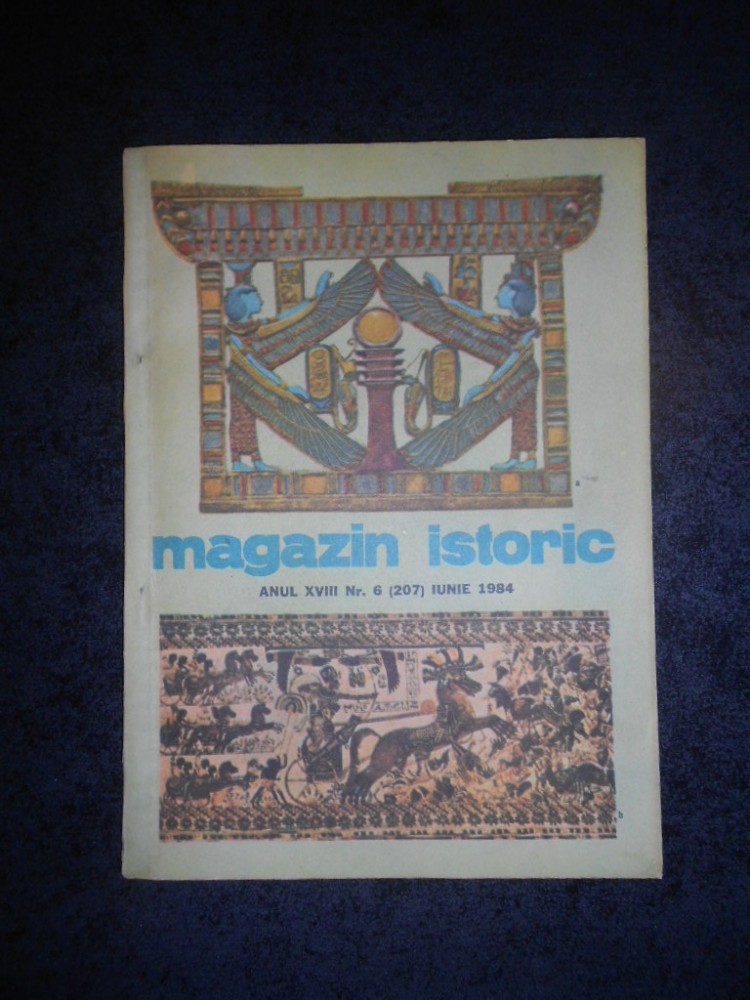 a
magazin istoric
ANUL XVIII Nr. 6 (207) IUNIE 1984
b